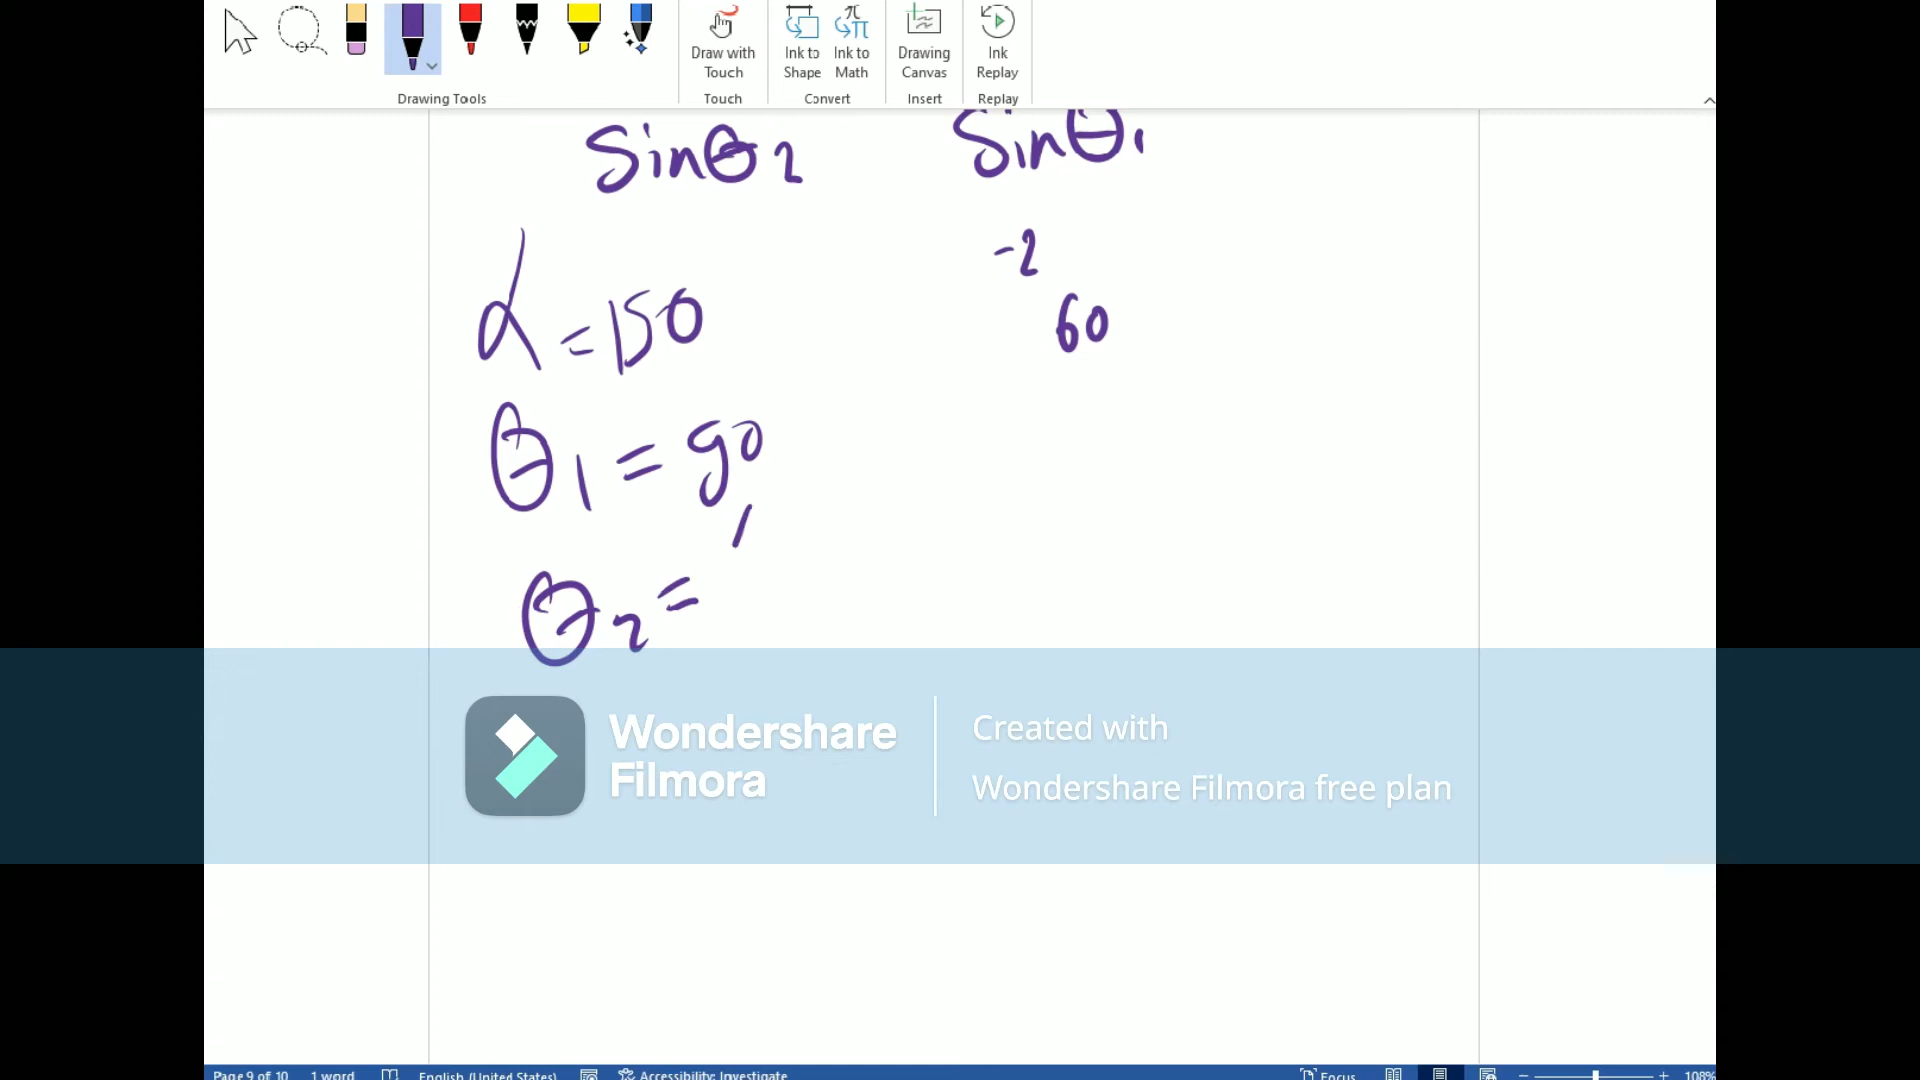 Draw with Touch
Ink to Shape
Ink to Math
Drawing Canvas
Ink Replay
Drawing Tools
Touch
Convert
Insert
Replay
Sinθ2 Sinθ1
-2
α=150
60
θ1=90
θ2=
Wondershare Filmora
Created with
Wondershare Filmora free plan
Page 9 of 10 1 word English (United States) Accessibility: Investigate Focus 108%